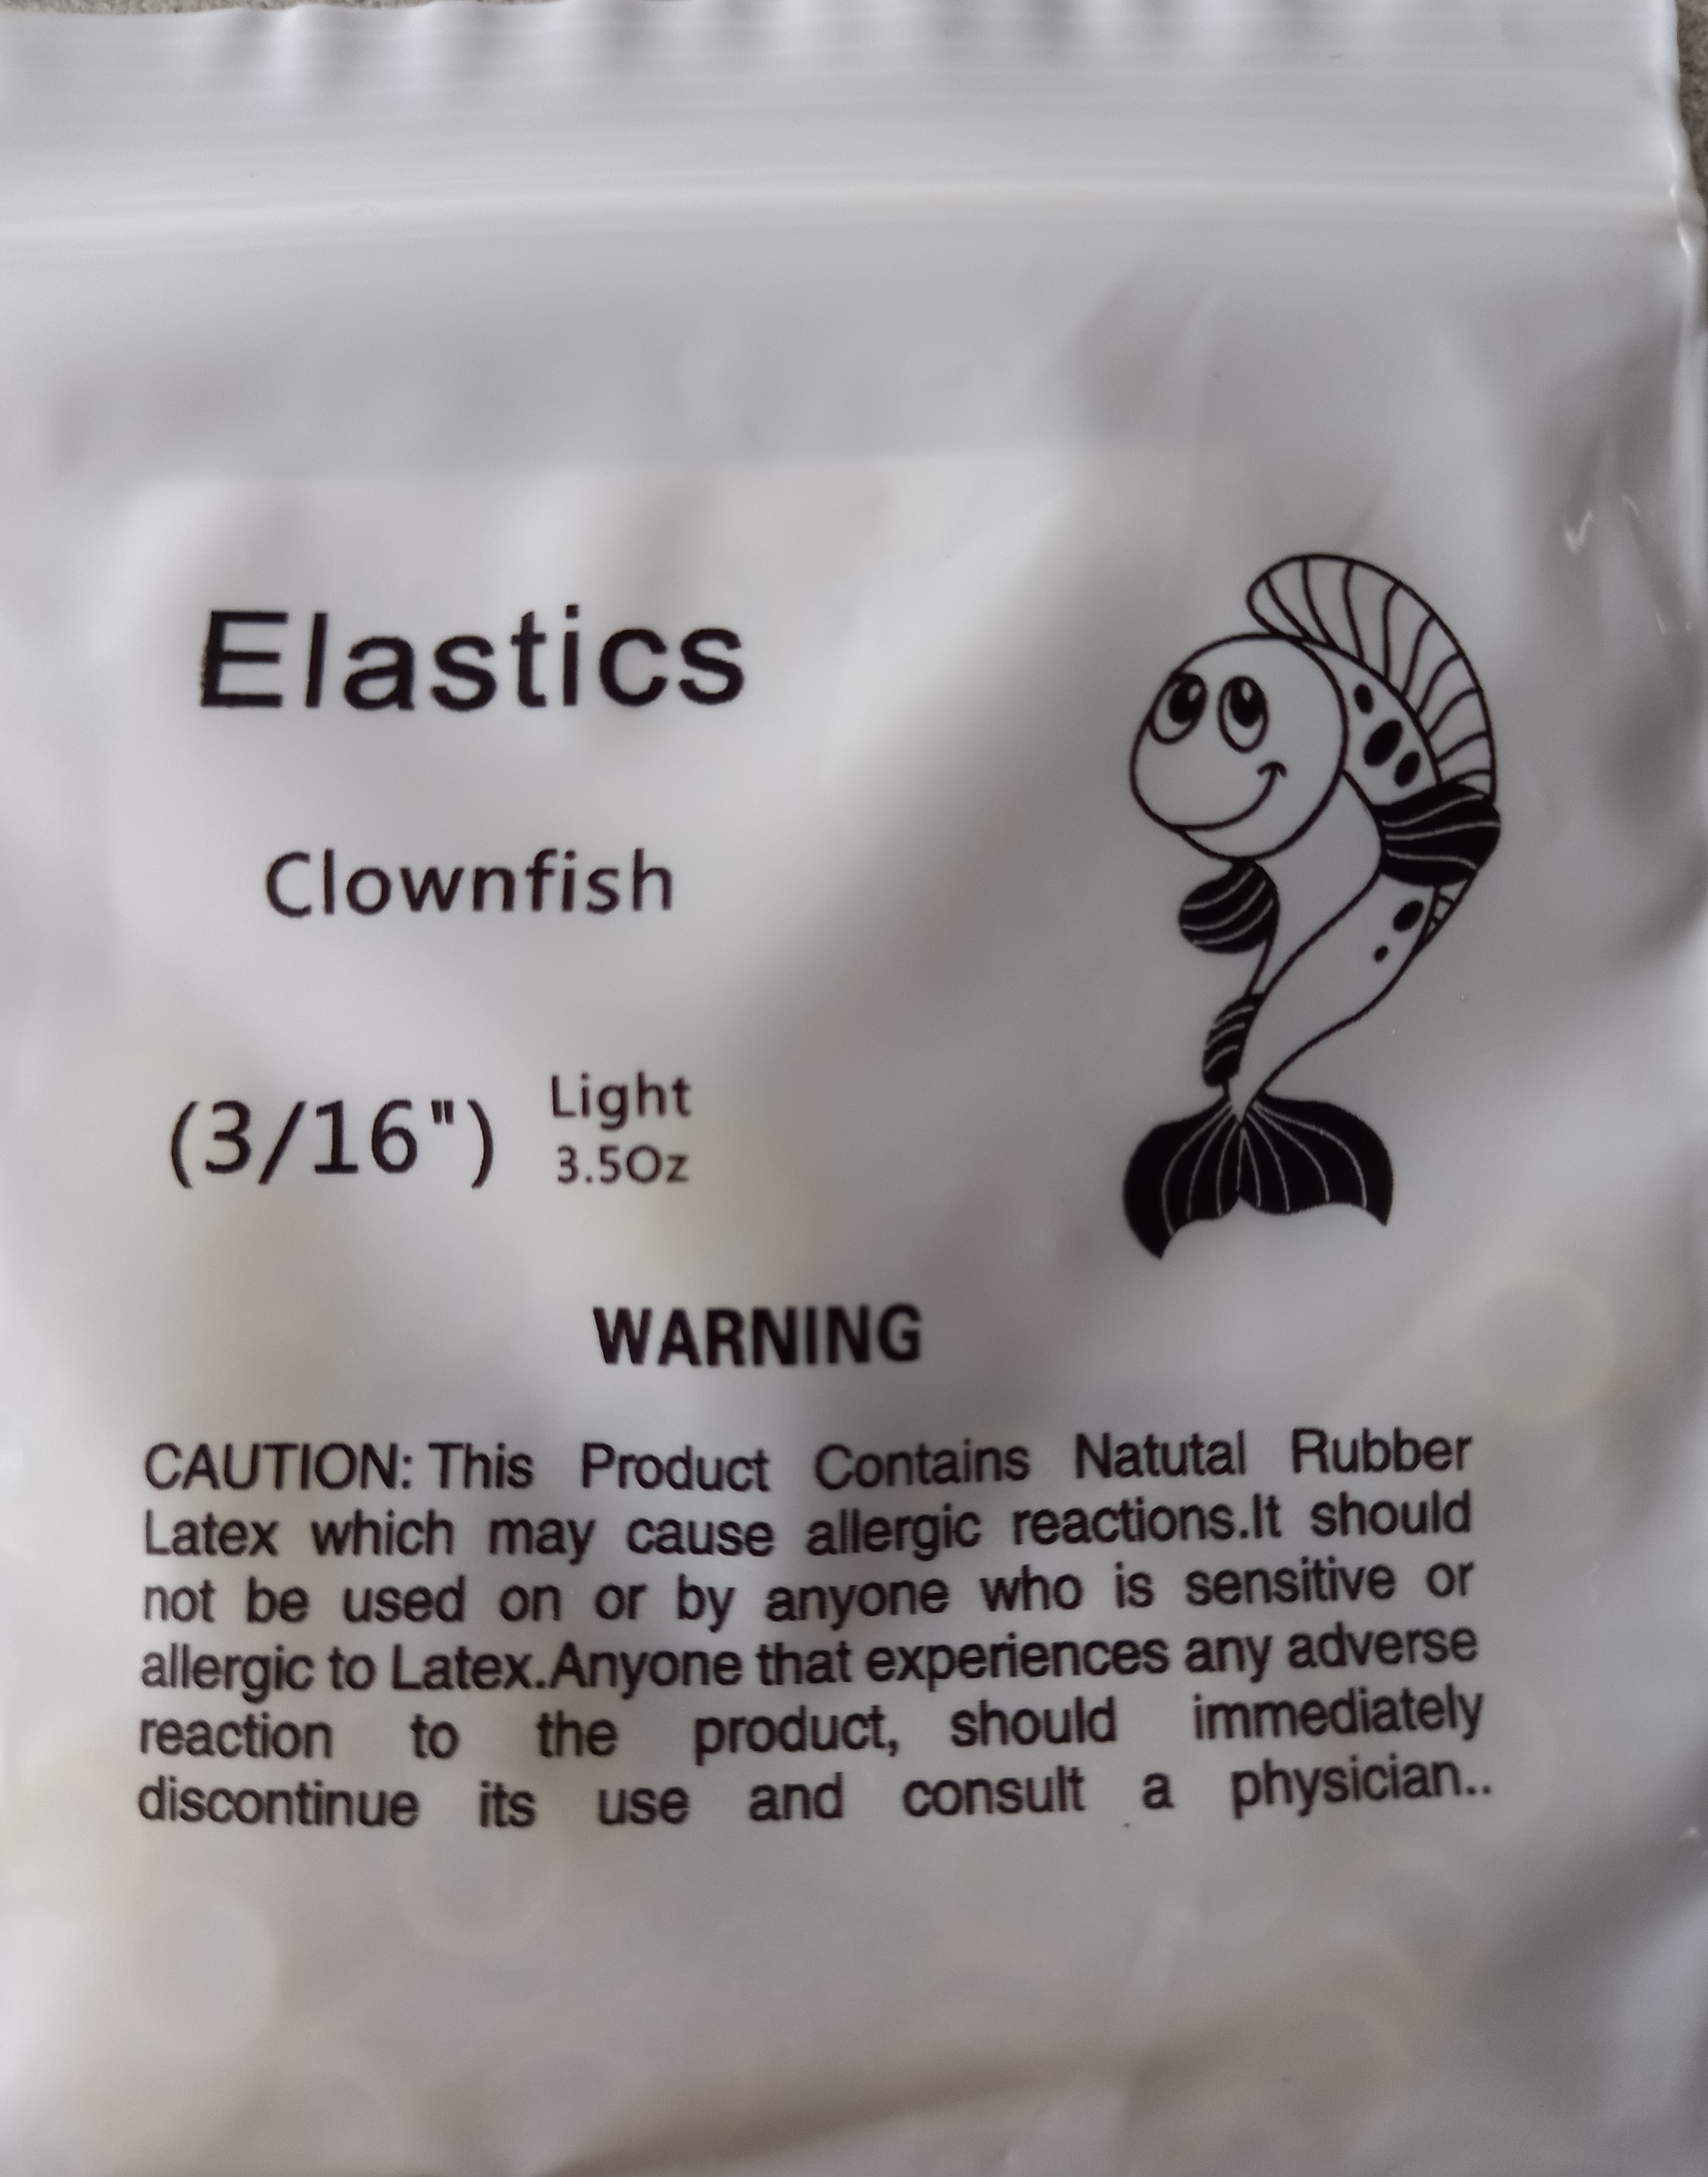 Elastics
Clownfish
(3/16") Light
3.5Oz
WARNING
CAUTION: This Product Contains Natutal Rubber
Latex which may cause allergic reactions.It should
not be used on or by anyone who is sensitive or
allergic to Latex.Anyone that experiences any adverse
reaction to the product, should immediately
discontinue its use and consult a physician..